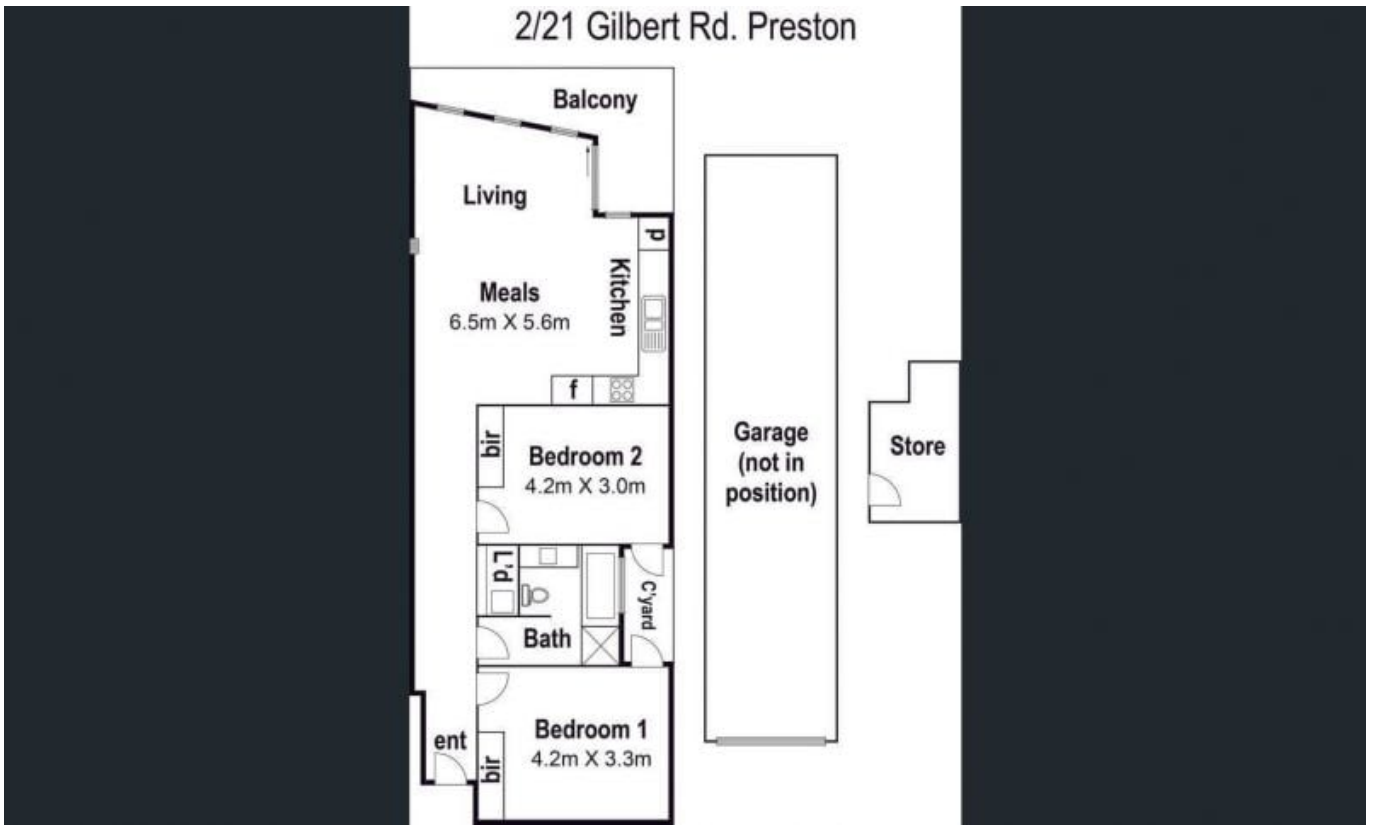 2/21 Gilbert Rd. Preston
Balcony
Living
p
Kitchen
Meals
6.5m X 5.6m
f
bir
Bedroom 2
4.2m X 3.0m
Garage
(not in
position)
Store
L'd
C'yard
Bath
Bedroom 1
4.2m X 3.3m
ent
bir